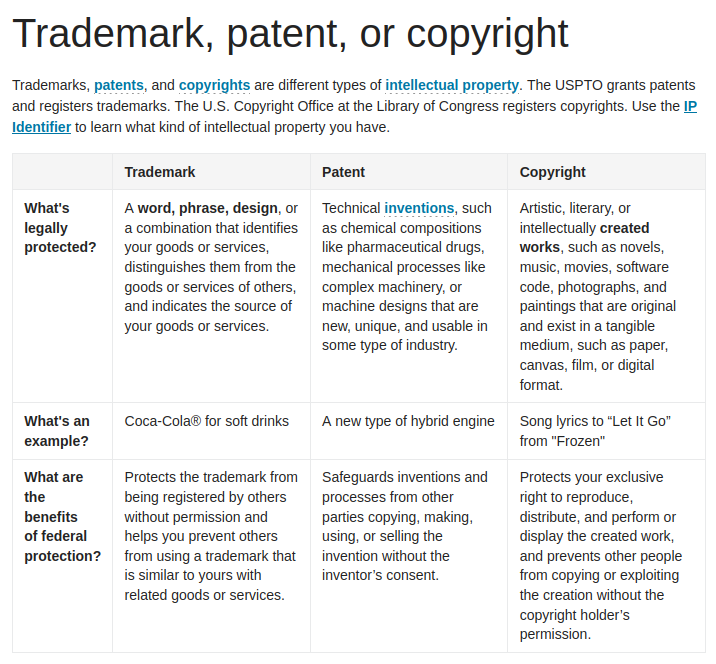 Trademark, patent, or copyright
Trademarks, patents, and copyrights are different types of intellectual property. The USPTO grants patents
and registers trademarks. The U.S. Copyright Office at the Library of Congress registers copyrights. Use the IP
Identifier to learn what kind of intellectual property you have.
Trademark
Patent
Copyright
What's
legally
protected?
A word, phrase, design, or
a combination that identifies
your goods or services,
distinguishes them from the
goods or services of others,
and indicates the source of
your goods or services.
Technical inventions, such
as chemical compositions
like pharmaceutical drugs,
mechanical processes like
complex machinery, or
machine designs that are
new, unique, and usable in
some type of industry.
Artistic, literary, or
intellectually created
works, such as novels,
music, movies, software
code, photographs, and
paintings that are original
and exist in a tangible
medium, such as paper,
canvas, film, or digital
format.
What's an
example?
Coca-Cola® for soft drinks
A new type of hybrid engine
Song lyrics to “Let It Go”
from "Frozen"
What are
the
benefits
of federal
protection?
Protects the trademark from
being registered by others
without permission and
helps you prevent others
from using a trademark that
is similar to yours with
related goods or services.
Safeguards inventions and
processes from other
parties copying, making,
using, or selling the
invention without the
inventor’s consent.
Protects your exclusive
right to reproduce,
distribute, and perform or
display the created work,
and prevents other people
from copying or exploiting
the creation without the
copyright holder’s
permission.